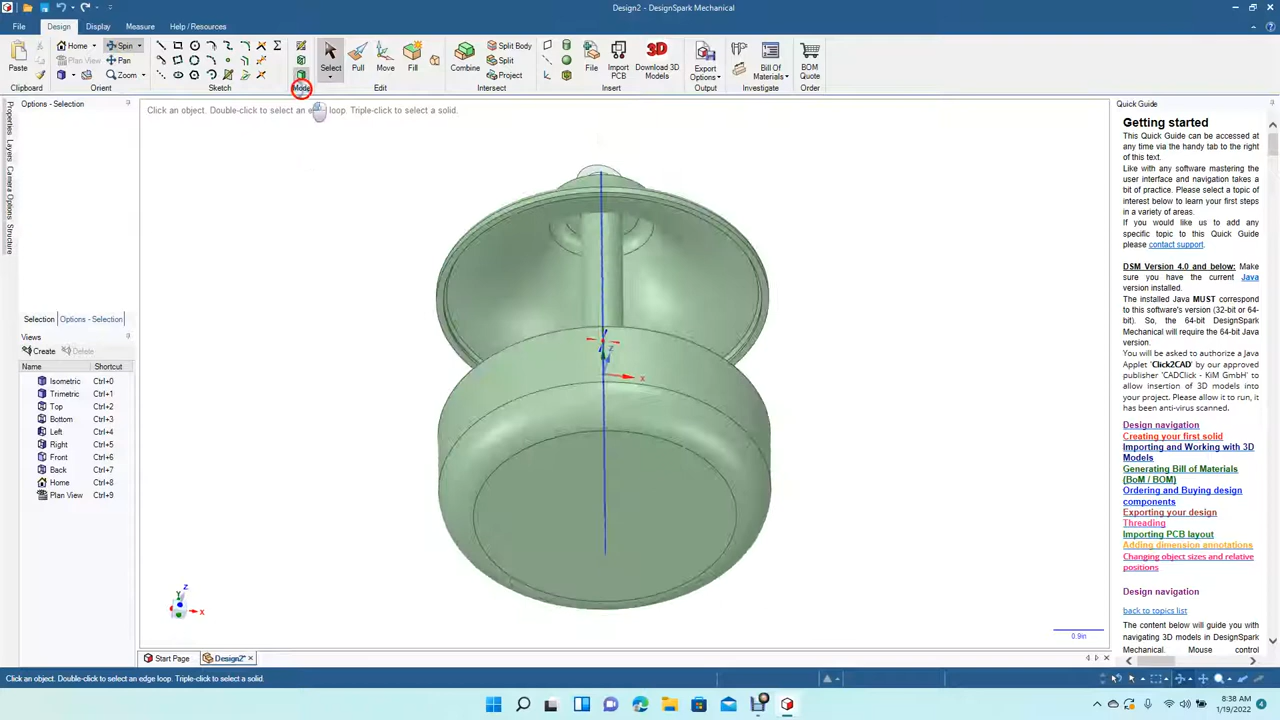 Design2 - DesignSpark Mechanical
File
Design
Display
Measure
Help / Resources
Home
Spin
Plan View
Pan
Zoom
Paste
Clipboard
Orient
Sketch
Mode
Select
Pull
Move
Fill
Edit
Combine
Split Body
Split
Project
Intersect
File
Import
PCB
3D
Download 3D
Models
Insert
Export
Options
Output
Bill
Of Materials
Investigate
BOM
Quote
Order
Options - Selection
Click an object. Double-click to select an edge loop. Triple-click to select a solid.
Properties
Layers
Camera Options
Structure
Selection
Options - Selection
Views
Create
Delete
Name
Shortcut
Isometric Ctrl+0
Trimetric Ctrl+1
Top Ctrl+2
Bottom Ctrl+3
Left Ctrl+4
Right Ctrl+5
Front Ctrl+6
Back Ctrl+7
Home Ctrl+8
Plan View Ctrl+9
Z
X
Z
Y
X
0.9in
Quick Guide
Getting started
This Quick Guide can be accessed at
any time via the handy tab to the right
of this text.
Like with any software mastering the
user interface and navigation takes a
bit of practice. Please select a topic of
interest below to learn your first steps
in a variety of areas.
If you would like us to add any
specific topic to this Quick Guide
please contact support.
DSM Version 4.0 and below: Make
sure you have the current Java
version installed.
The installed Java MUST correspond
to this software's version (32-bit or 64-
bit). So, the 64-bit DesignSpark
Mechanical will require the 64-bit Java
version.
You will be asked to authorize a Java
Applet 'Click2CAD' by our approved
publisher 'CADClick - KiM GmbH' to
allow insertion of 3D models into
your project. Please allow it to run, it
has been anti-virus scanned.
Design navigation
Creating your first solid
Importing and Working with 3D
Models
Generating Bill of Materials
(BoM / BOM)
Ordering and Buying design
components
Exporting your design
Threading
Importing PCB layout
Adding dimension annotations
Changing object sizes and relative
positions
Design navigation
back to topics list
The content below will guide you with
navigating 3D models in DesignSpark
Mechanical. Mouse control
Start Page
Design2*
Click an object. Double-click to select an edge loop. Triple-click to select a solid.
8:38 AM
1/19/2022